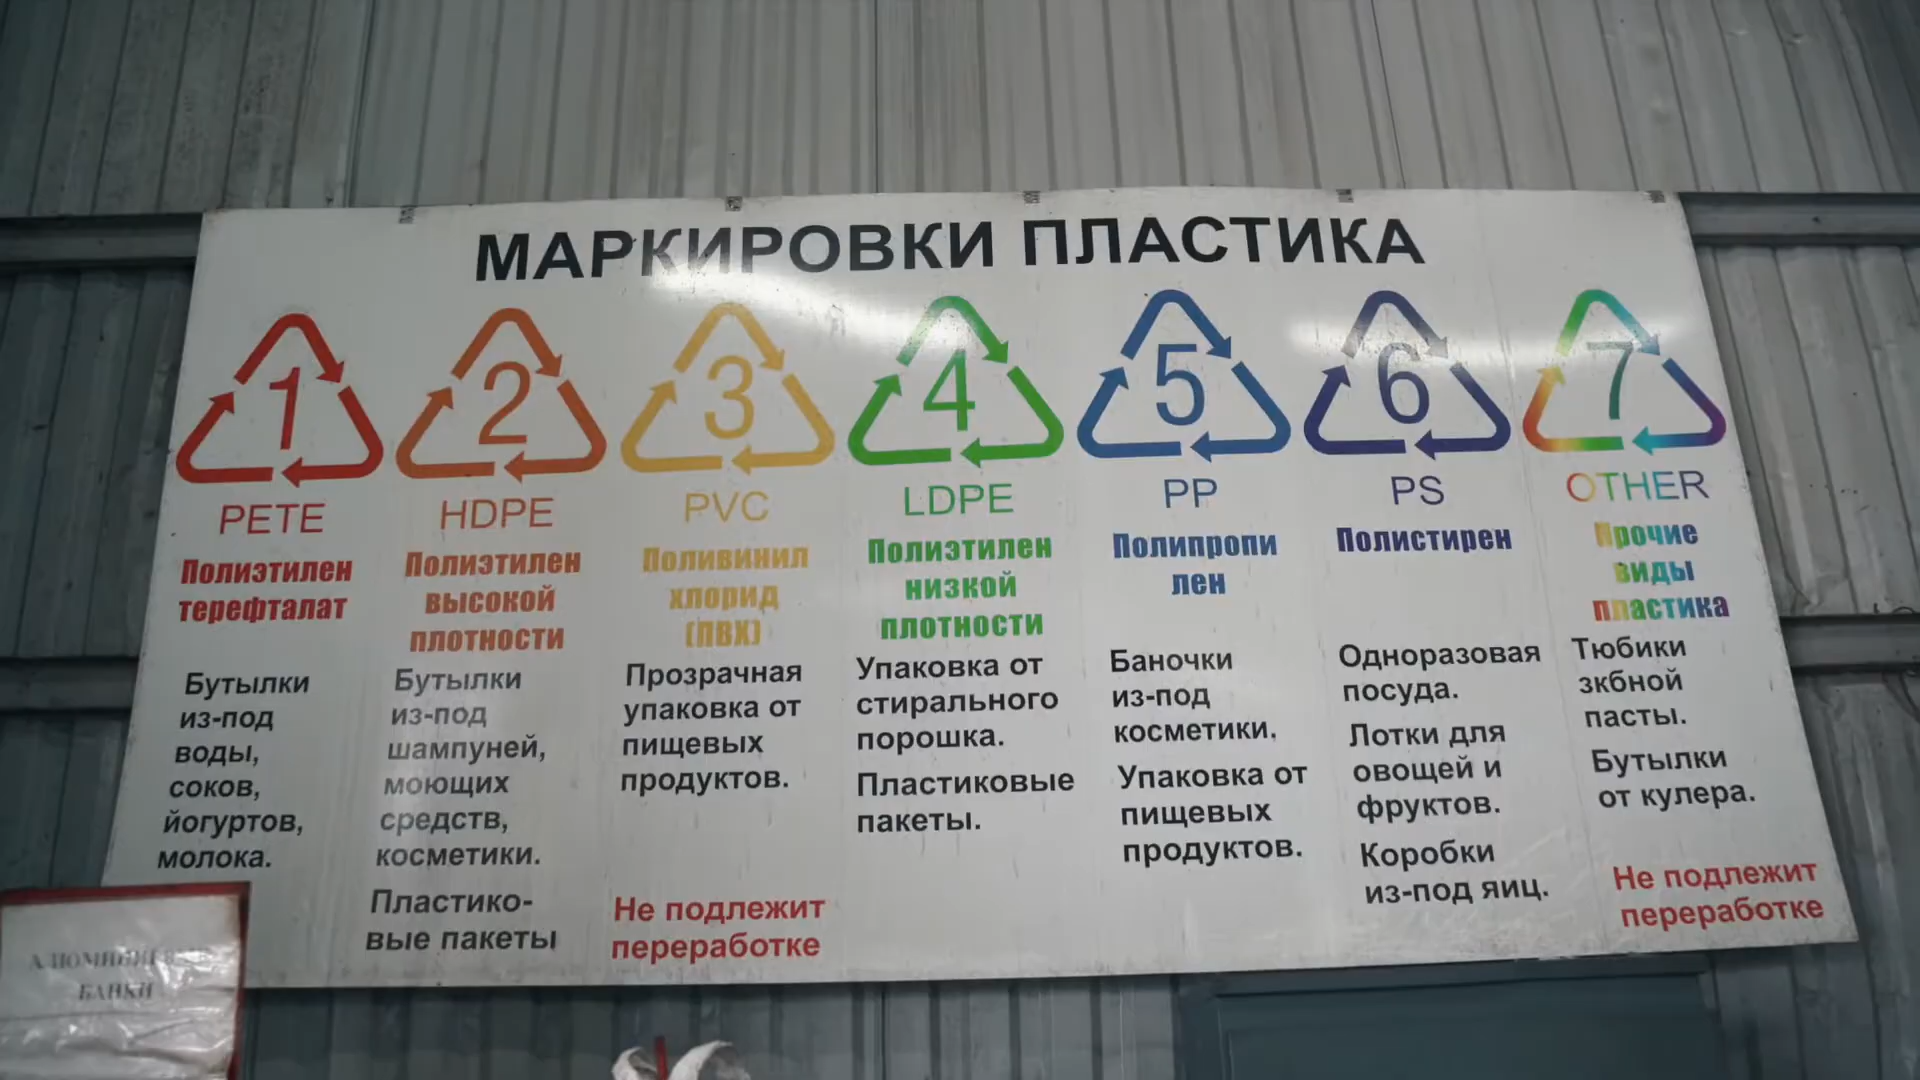 МАРКИРОВКИ ПЛАСТИКА
1
PETE
Полиэтилен
терефталат
Бутылки
из-под
воды,
соков,
йогуртов,
молока.
2
HDPE
Полиэтилен
высокой
плотности
Бутылки
из-под
шампуней,
моющих
средств,
косметики.
Пластико-
вые пакеты
3
PVC
Поливинил
хлорид
(ПВХ)
Прозрачная
упаковка от
пищевых
продуктов.
Не подлежит
переработке
4
LDPE
Полиэтилен
низкой
плотности
Упаковка от
стирального
порошка.
Пластиковые
пакеты.
5
PP
Полипропи
лен
Баночки
из-под
косметики.
Упаковка от
пищевых
продуктов.
6
PS
Полистирен
Одноразовая
посуда.
Лотки для
овощей и
фруктов.
Коробки
из-под яиц.
7
OTHER
Прочие
виды
пластика
Тюбики
зкбной
пасты.
Бутылки
от кулера.
Не подлежит
переработке
БАНКИ